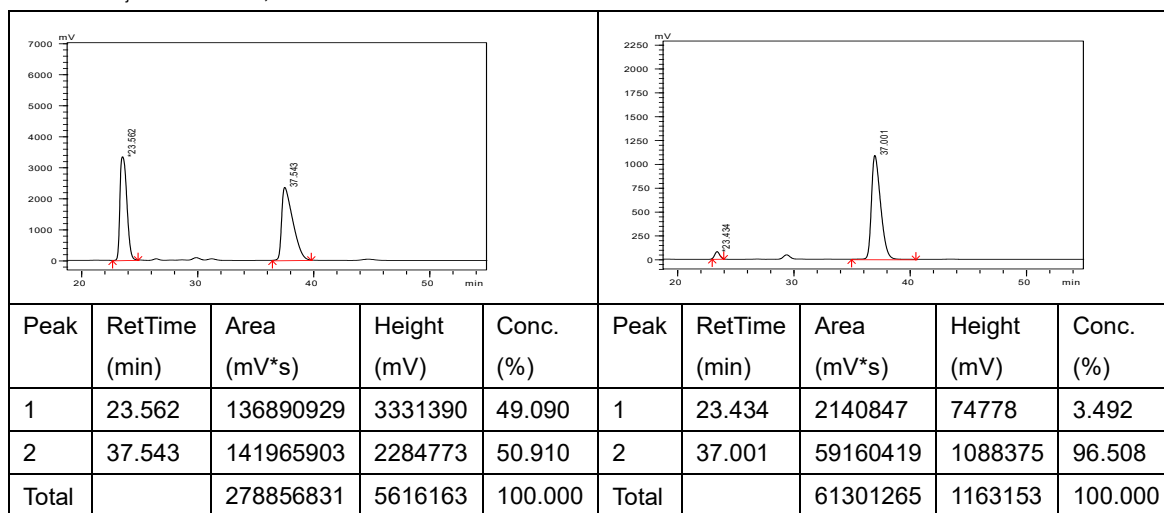 mV
7000
6000
5000
4000
3000
2000
1000
0
*23.562
37.543
20 30 40 50 min
mV
2250
2000
1750
1500
1250
1000
750
500
250
0
*23.434
37.001
20 30 40 50 min
Peak RetTime Area Height Conc. Peak RetTime Area Height Conc.
(min) (mV*s) (mV) (%) (min) (mV*s) (mV) (%)
1 23.562 136890929 3331390 49.090 1 23.434 2140847 74778 3.492
2 37.543 141965903 2284773 50.910 2 37.001 59160419 1088375 96.508
Total 278856831 5616163 100.000 Total 61301265 1163153 100.000